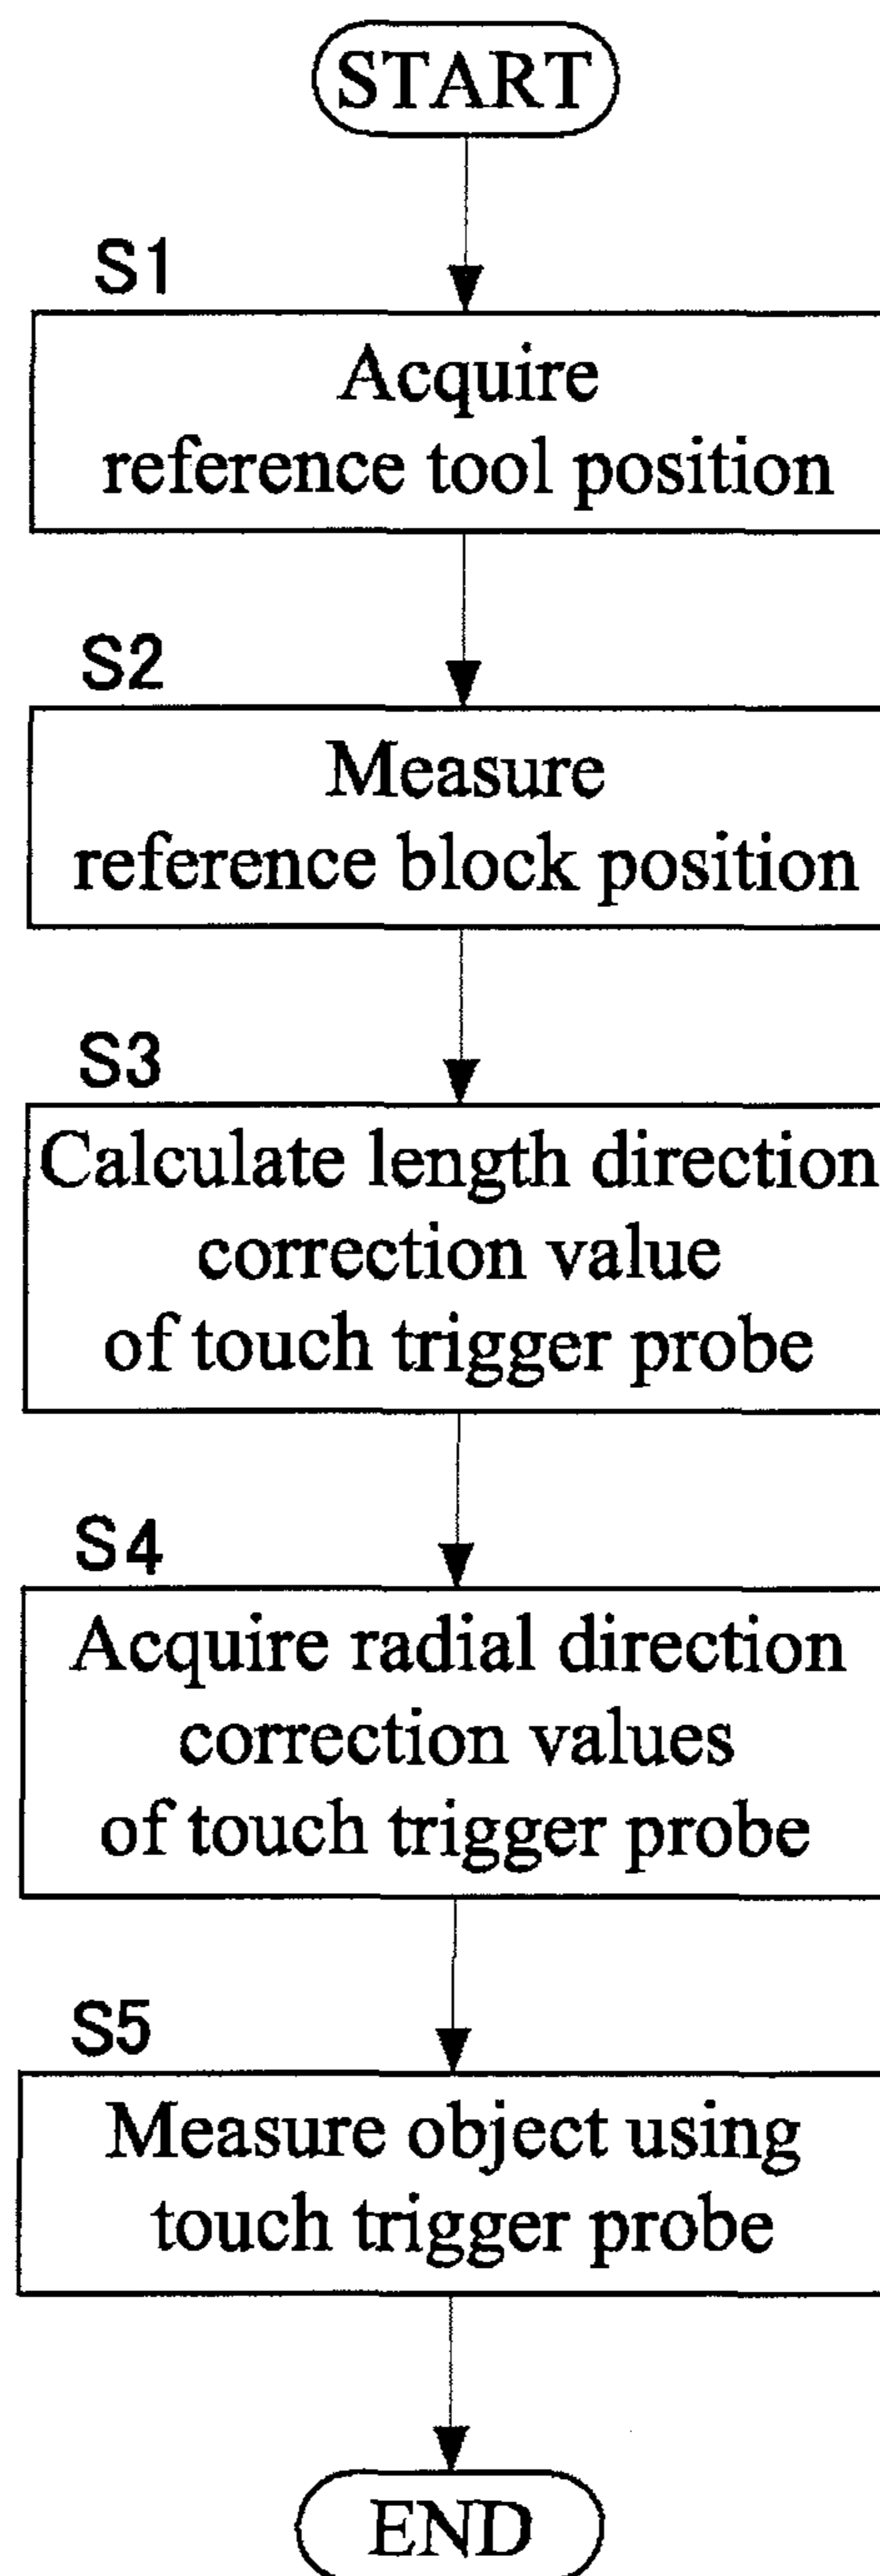 START
S1
Acquire
reference tool position
S2
Measure
reference block position
S3
Calculate length direction
correction value
of touch trigger probe
S4
Acquire radial direction
correction values
of touch trigger probe
S5
Measure object using
touch trigger probe
END